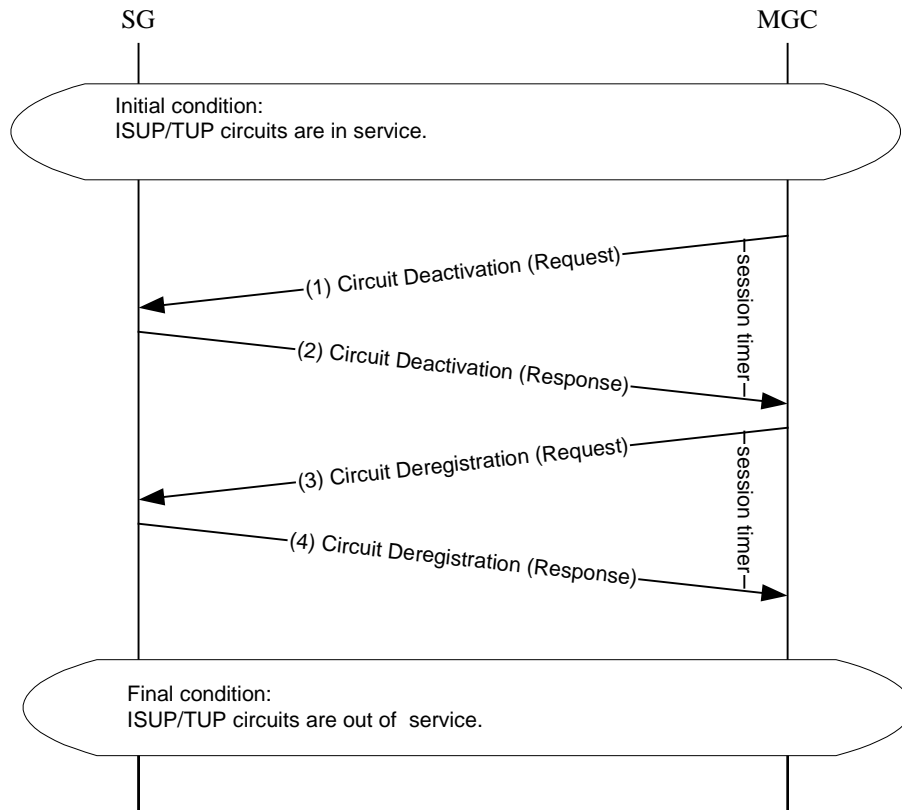 SG
MGC
Initial condition:
ISUP/TUP circuits are in service.
(1) Circuit Deactivation (Request)
session timer
(2) Circuit Deactivation (Response)
(3) Circuit Deregistration (Request)
session timer
(4) Circuit Deregistration (Response)
Final condition:
ISUP/TUP circuits are out of  service.